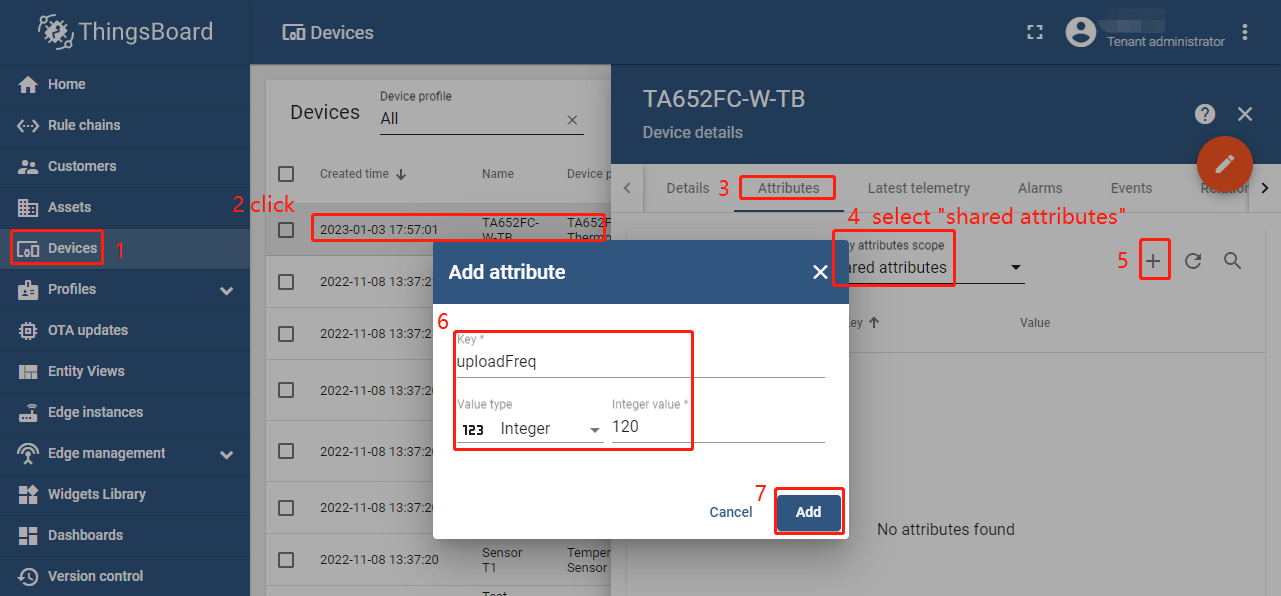 ThingsBoard
Devices
Tenant administrator
Home
Rule chains
Customers
Assets
Devices
1
Profiles
OTA updates
Entity Views
Edge instances
Edge management
Widgets Library
Dashboards
Version control
Devices
Device profile
All
Created time
Name
Device p
2 click
2023-01-03 17:57:01
TA652FC-
W-TB
TA652F
Thermo
2022-11-08 13:37:2
2022-11-08 13:37:2
2022-11-08 13:37:20
2022-11-08 13:37:20
2022-11-08 13:37:20
2022-11-08 13:37:20
Sensor
T1
Temper
Sensor
TA652FC-W-TB
Device details
?
3
Details
Attributes
Latest telemetry
Alarms
Events
Relation
4 select "shared attributes"
y attributes scope
ared attributes
5
ey
Value
No attributes found
Add attribute
6
Key *
uploadFreq
Value type
123 Integer
Integer value *
120
7
Cancel
Add